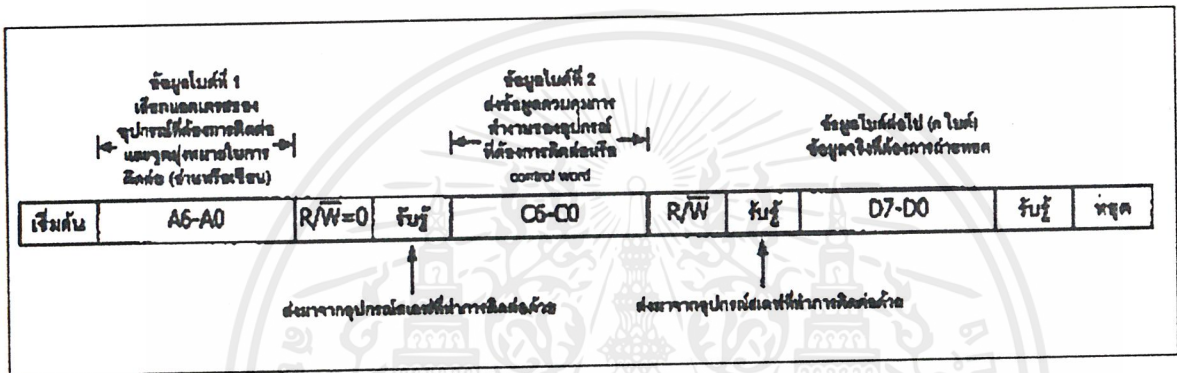 ข้อมูลไบต์ที่ 1
เลือกแอดเดรสของ
อุปกรณ์ที่ต้องการติดต่อ
และจุดมุ่งหมายในการ
ติดต่อ (อ่านหรือเขียน)
ข้อมูลไบต์ที่ 2
ส่งข้อมูลควบคุมการ
ทำงานของอุปกรณ์
ที่ต้องการติดต่อหรือ
control word
ข้อมูลไบต์ต่อไป (n ไบต์)
ข้อมูลจริงที่ต้องการถ่ายทอด
เริ่มต้น A6-A0 R/W̅=0 รับรู้ C6-C0 R/W̅ รับรู้ D7-D0 รับรู้ หยุด
ส่งมาจากอุปกรณ์สเลฟที่ทำการติดต่อด้วย ส่งมาจากอุปกรณ์สเลฟที่ทำการติดต่อด้วย